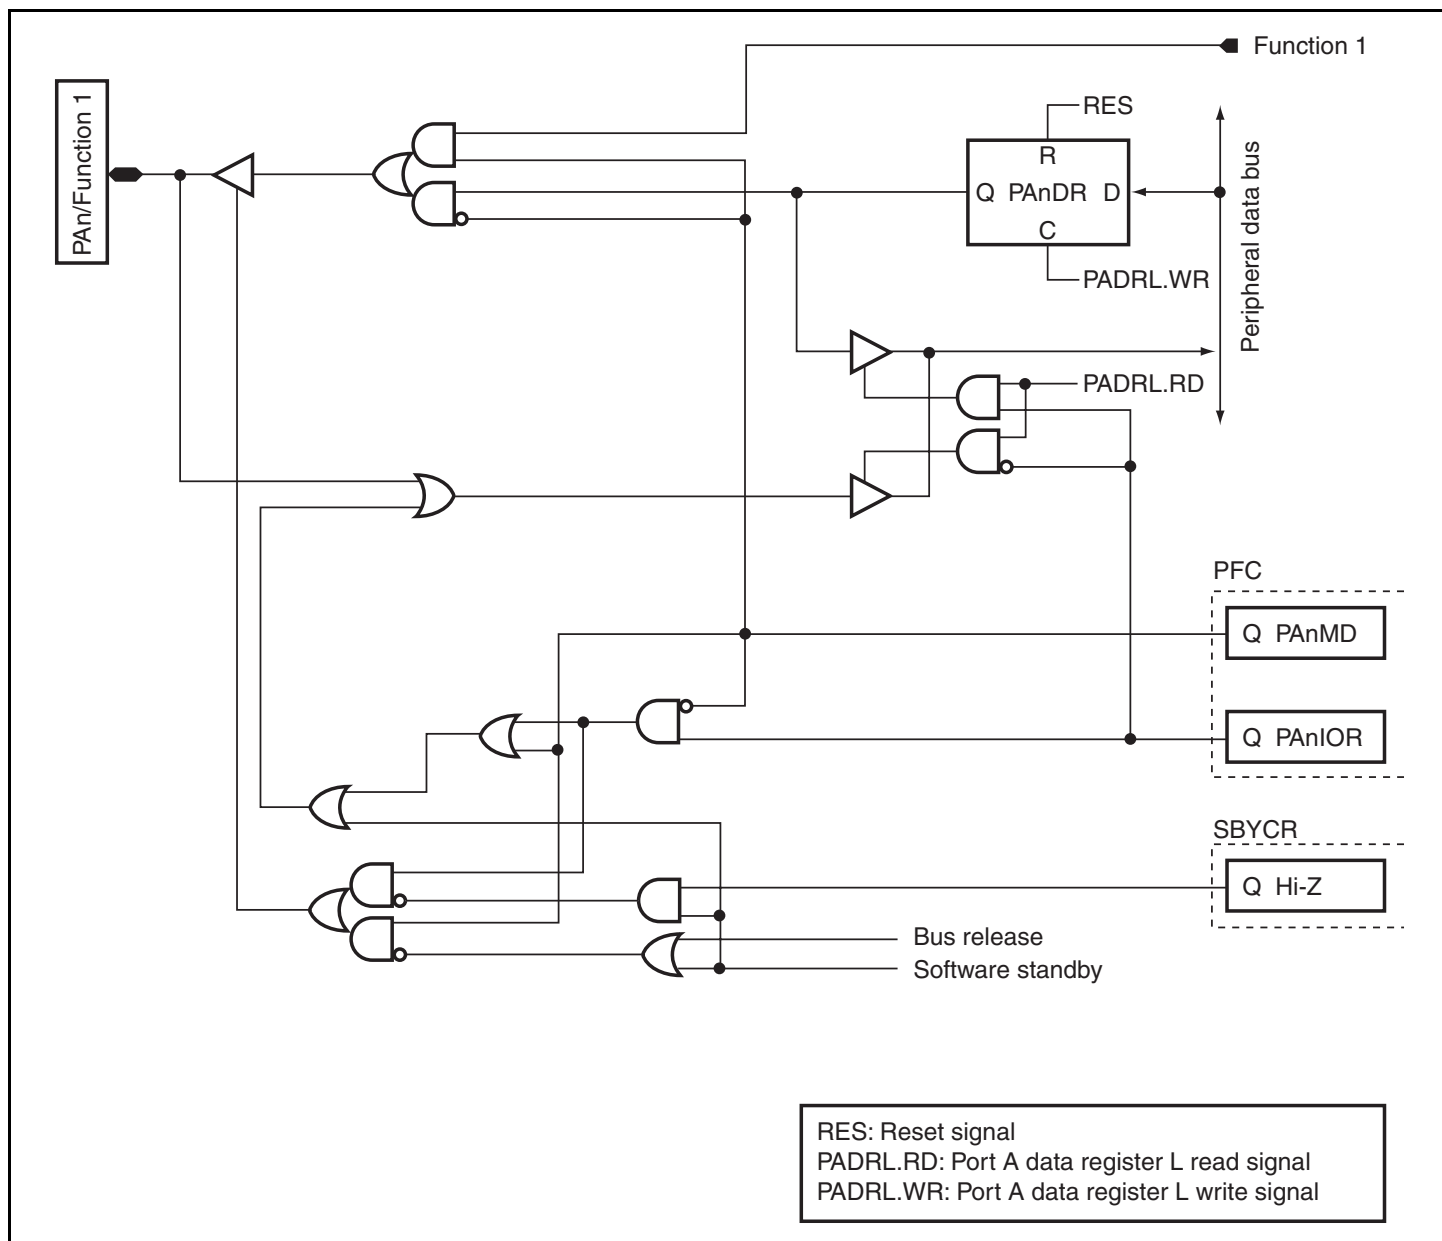 Function 1
PAn/Function 1
RES
R
Q PAnDR D
C
PADRL.WR
Peripheral data bus
PADRL.RD
PFC
Q PAnMD
Q PAnIOR
SBYCR
Q Hi-Z
Bus release
Software standby
RES: Reset signal
PADRL.RD: Port A data register L read signal
PADRL.WR: Port A data register L write signal